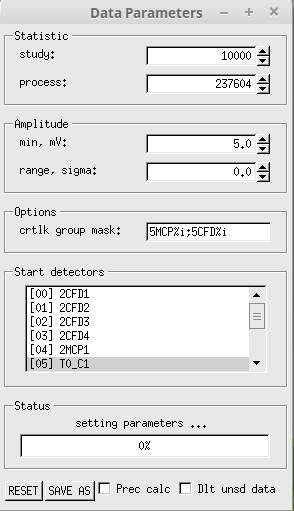 Data Parameters
Statistic
study: 10000
process: 237604
Amplitude
min, mV: 5.0
range, sigma: 0.0
Options
crtlk group mask: 5MCP%i;5CFD%i
Start detectors
[00] 2CFD1
[01] 2CFD2
[02] 2CFD3
[03] 2CFD4
[04] 2MCP1
[05] T0_C1
Status
setting parameters ...
0%
RESET SAVE AS Prec calc Dlt unsd data